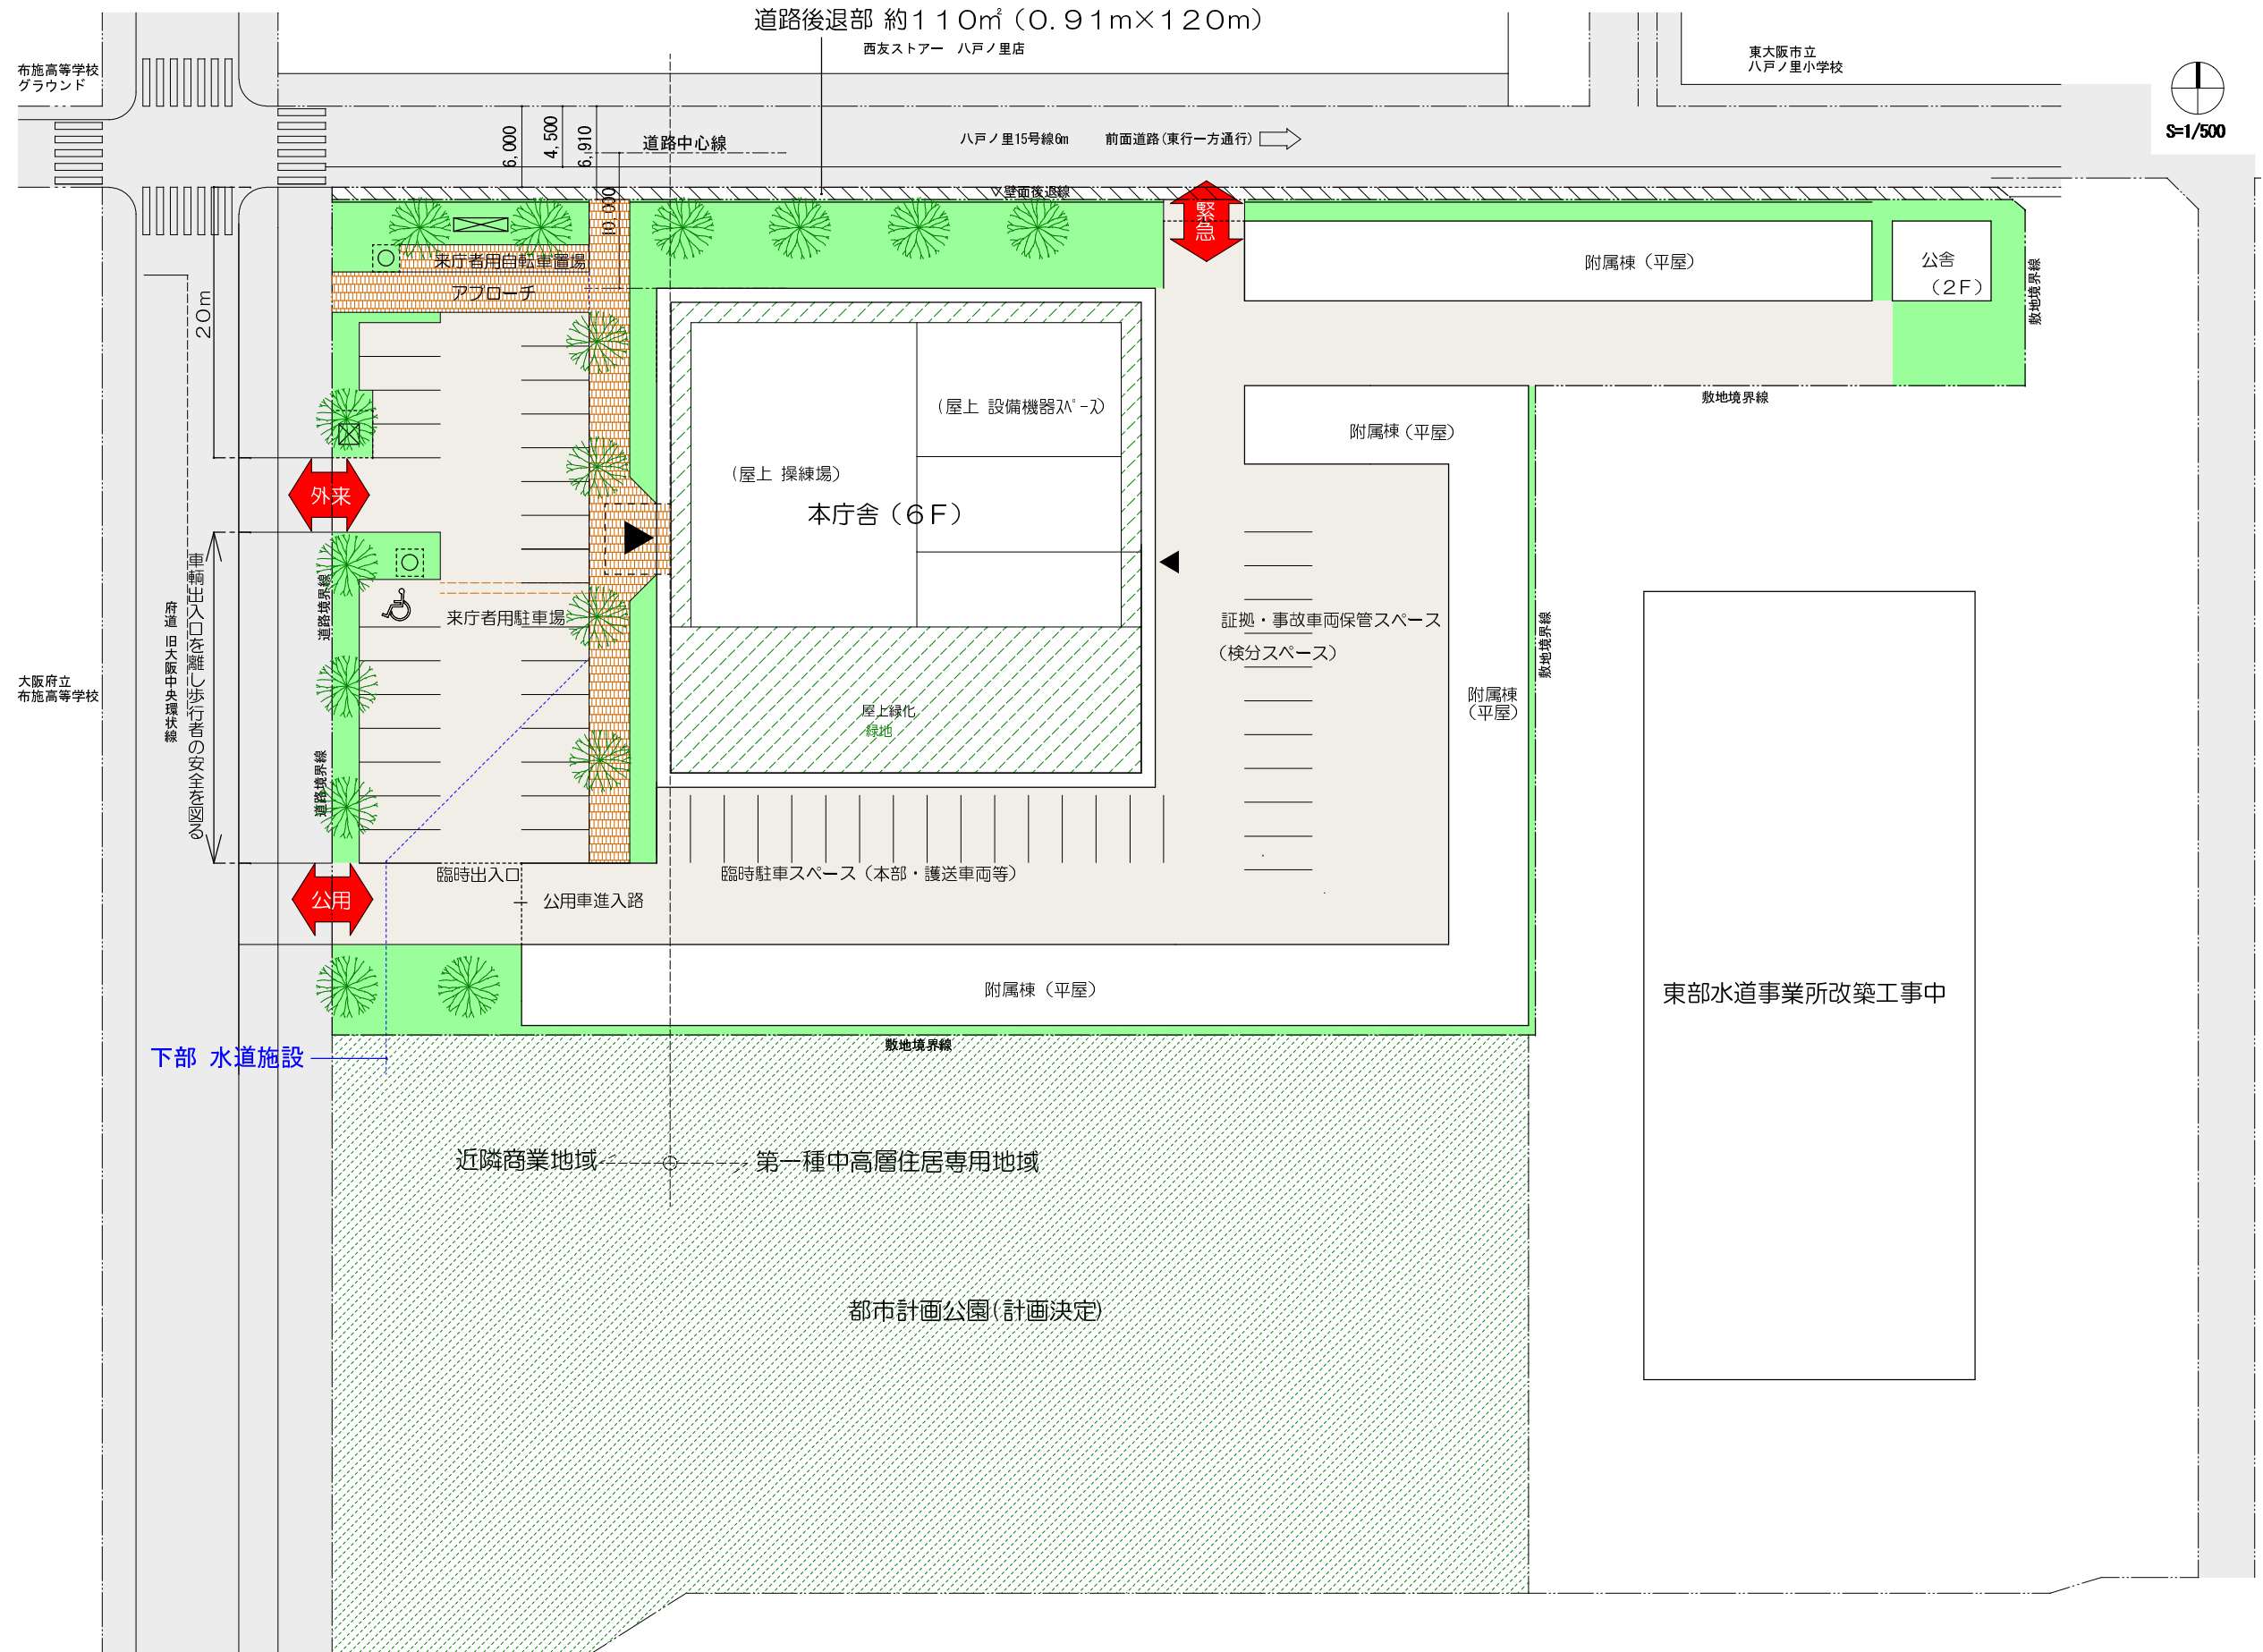 道路後退部 約110㎡(0.91m×120m)
西友ストアー 八戸ノ里店
布施高等学校
グラウンド
東大阪市立
八戸ノ里小学校
S=1/500
6,000
4,500
6,910
道路中心線
八戸ノ里15号線6m
前面道路(東行一方通行)
10,000
▽壁面後退線
緊急
来庁者用自転車置場
アプローチ
附属棟(平屋)
公舎
(2F)
敷地境界線
20m
敷地境界線
(屋上 設備機器スペース)
附属棟(平屋)
(屋上 操練場)
外来
本庁舎(6F)
車輌出入口を離し歩行者の安全を図る
府道 旧大阪中央環状線
道路境界線
来庁者用駐車場
証拠・事故車両保管スペース
(検分スペース)
敷地境界線
大阪府立
布施高等学校
附属棟
(平屋)
屋上緑化
緑地
道路境界線
臨時出入口
臨時駐車スペース(本部・護送車両等)
公用
公用車進入路
附属棟(平屋)
東部水道事業所改築工事中
敷地境界線
下部 水道施設
近隣商業地域
第一種中高層住居専用地域
都市計画公園(計画決定)